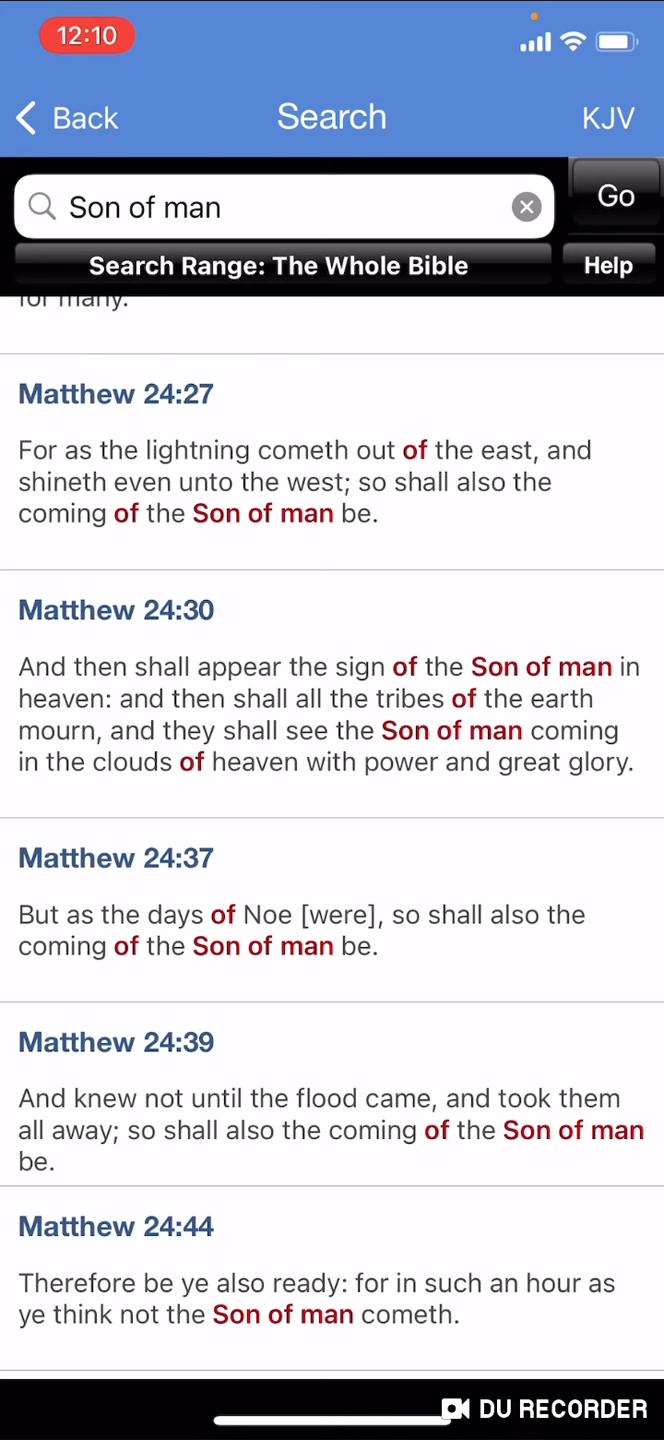 12:10
Back
Search
KJV
Son of man
Go
Search Range: The Whole Bible
Help
for many.
Matthew 24:27
For as the lightning cometh out of the east, and
shineth even unto the west; so shall also the
coming of the Son of man be.
Matthew 24:30
And then shall appear the sign of the Son of man in
heaven: and then shall all the tribes of the earth
mourn, and they shall see the Son of man coming
in the clouds of heaven with power and great glory.
Matthew 24:37
But as the days of Noe [were], so shall also the
coming of the Son of man be.
Matthew 24:39
And knew not until the flood came, and took them
all away; so shall also the coming of the Son of man
be.
Matthew 24:44
Therefore be ye also ready: for in such an hour as
ye think not the Son of man cometh.
DU RECORDER